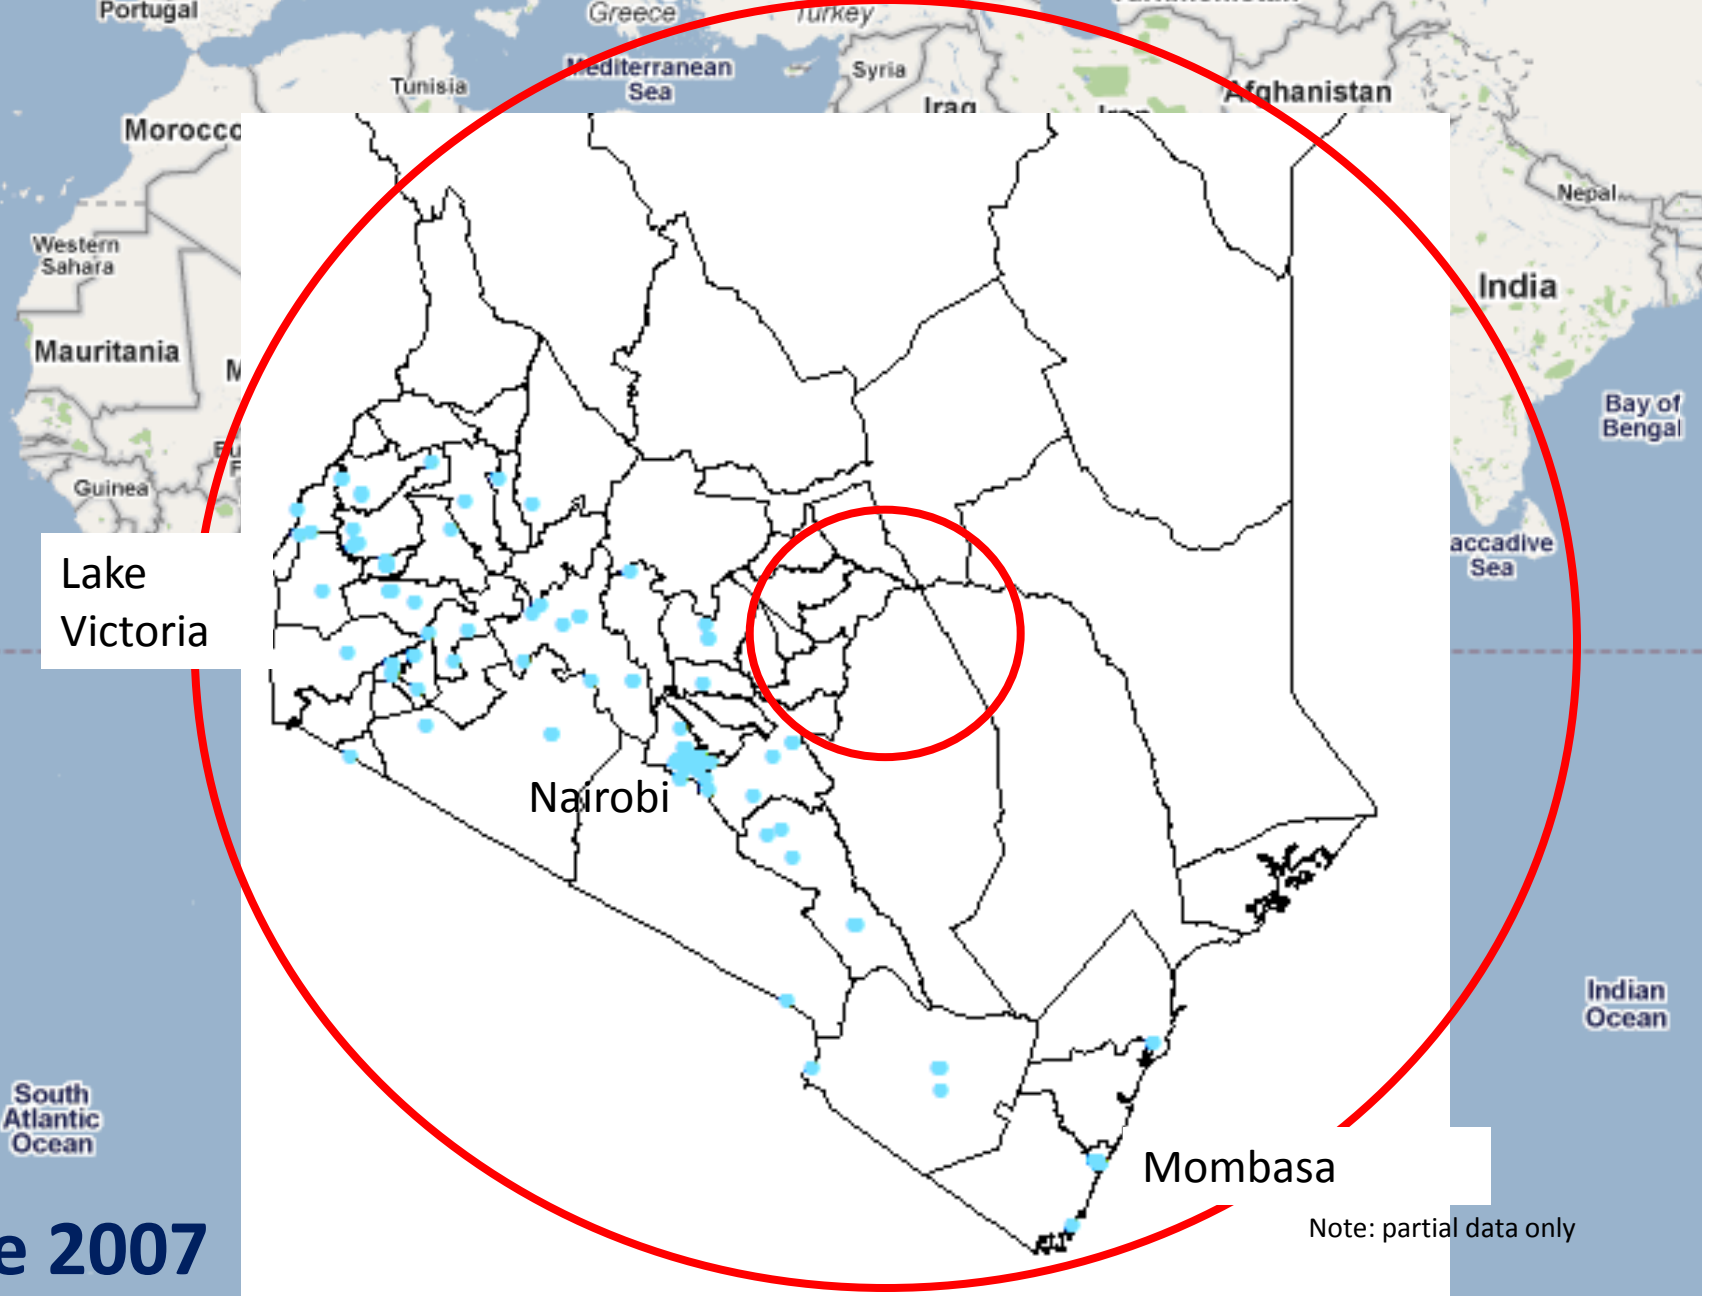 Portugal
Greece
Turkey
Mediterranean
Sea
Syria
Tunisia
Afghanistan
Iraq
Iran
Morocco
Nepal
Western
Sahara
India
Mauritania
M
Bay of
Bengal
Guinea
accadive
Sea
Lake
Victoria
Nairobi
Indian
Ocean
South
Atlantic
Ocean
Mombasa
Note: partial data only
e 2007